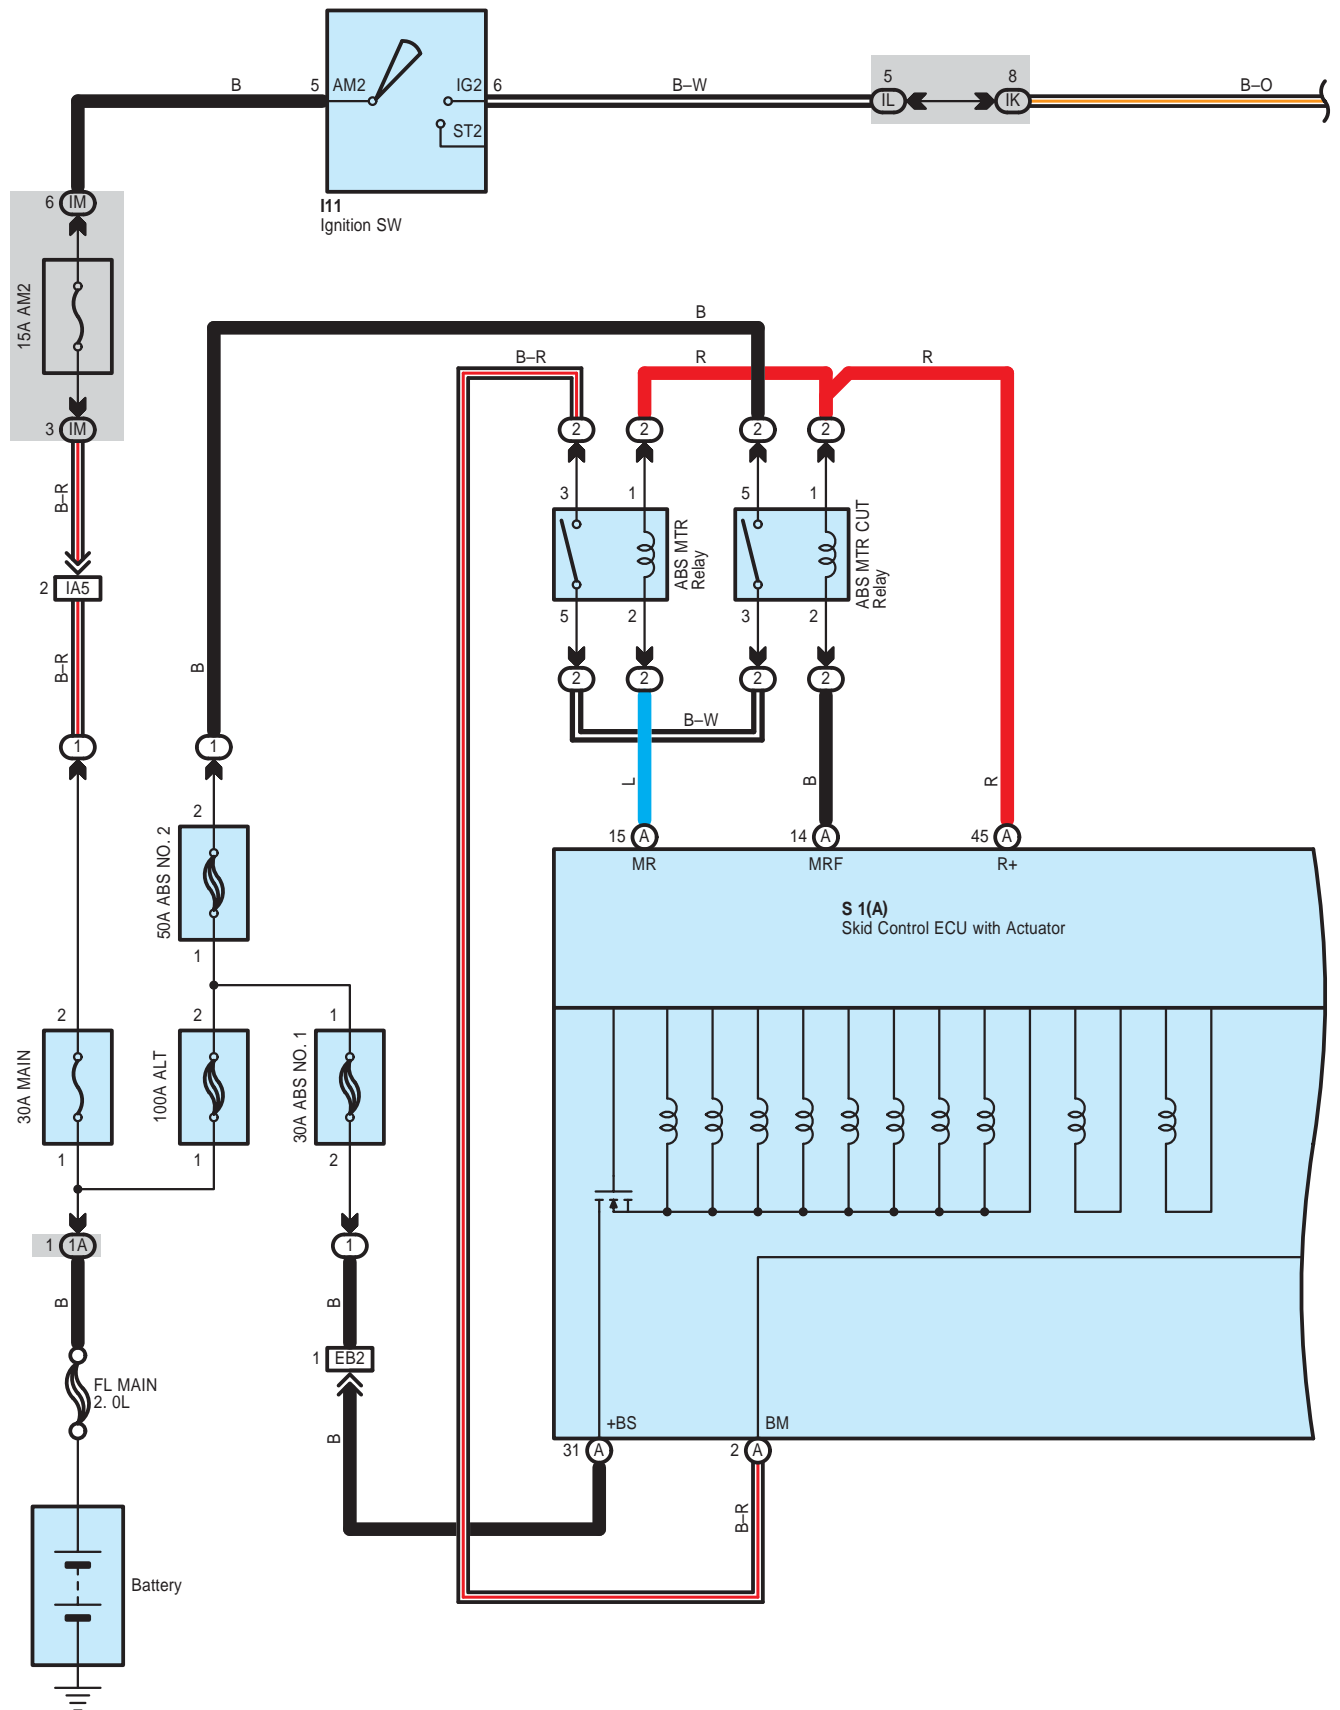 B
5
AM2
IG2
6
ST2
B–W
5
8
IL
IK
B–O
I11
Ignition SW
6
IM
15A AM2
3
IM
B–R
2
IA5
B–R
1
B
B
1
B–R
R
R
2
2
2
2
3
1
5
1
ABS MTR
Relay
ABS MTR CUT
Relay
5
2
3
2
2
2
2
2
B–W
L
B
R
15
A
14
A
45
A
MR
MRF
R+
S 1(A)
Skid Control ECU with Actuator
2
50A ABS NO. 2
1
2
30A MAIN
1
2
100A ALT
1
1
30A ABS NO. 1
2
1
1A
1
B
B
1
EB2
FL MAIN
2. 0L
B
+BS
BM
31
A
2
A
B–R
Battery